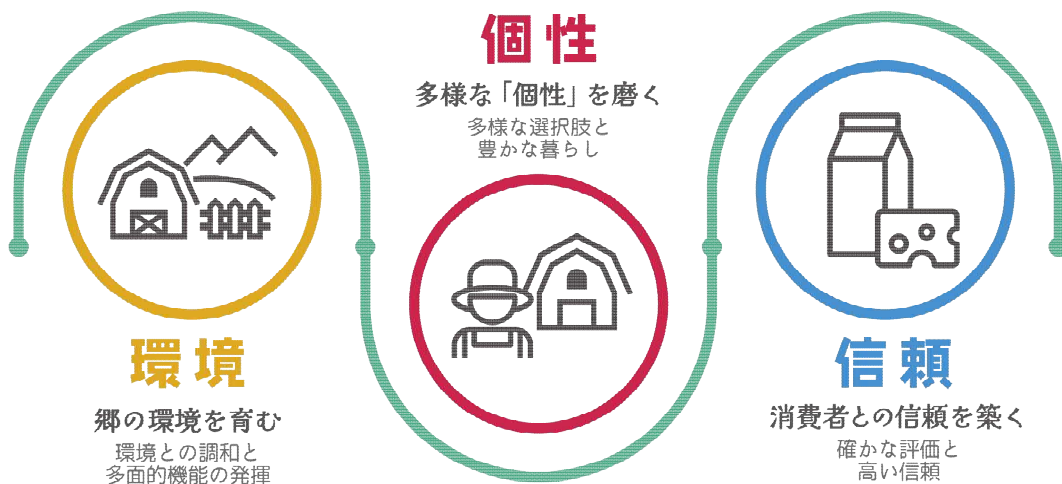 環境
郷の環境を育む
環境との調和と
多面的機能の発揮
個性
多様な「個性」を磨く
多様な選択肢と
豊かな暮らし
信頼
消費者との信頼を築く
確かな評価と
高い信頼